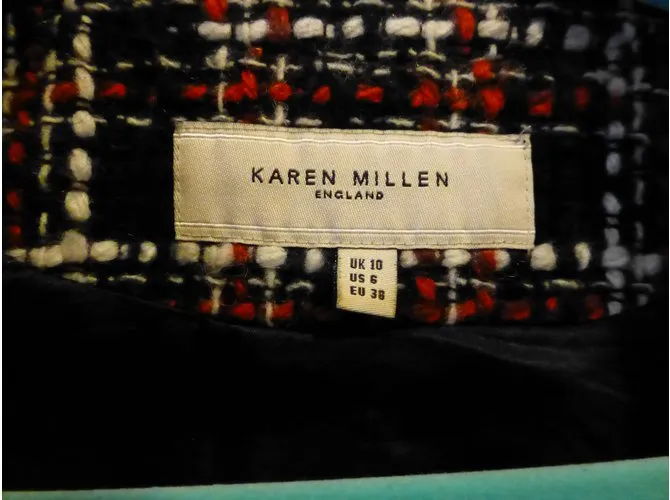 KAREN MILLEN
ENGLAND
UK 10
US 6
EU 38